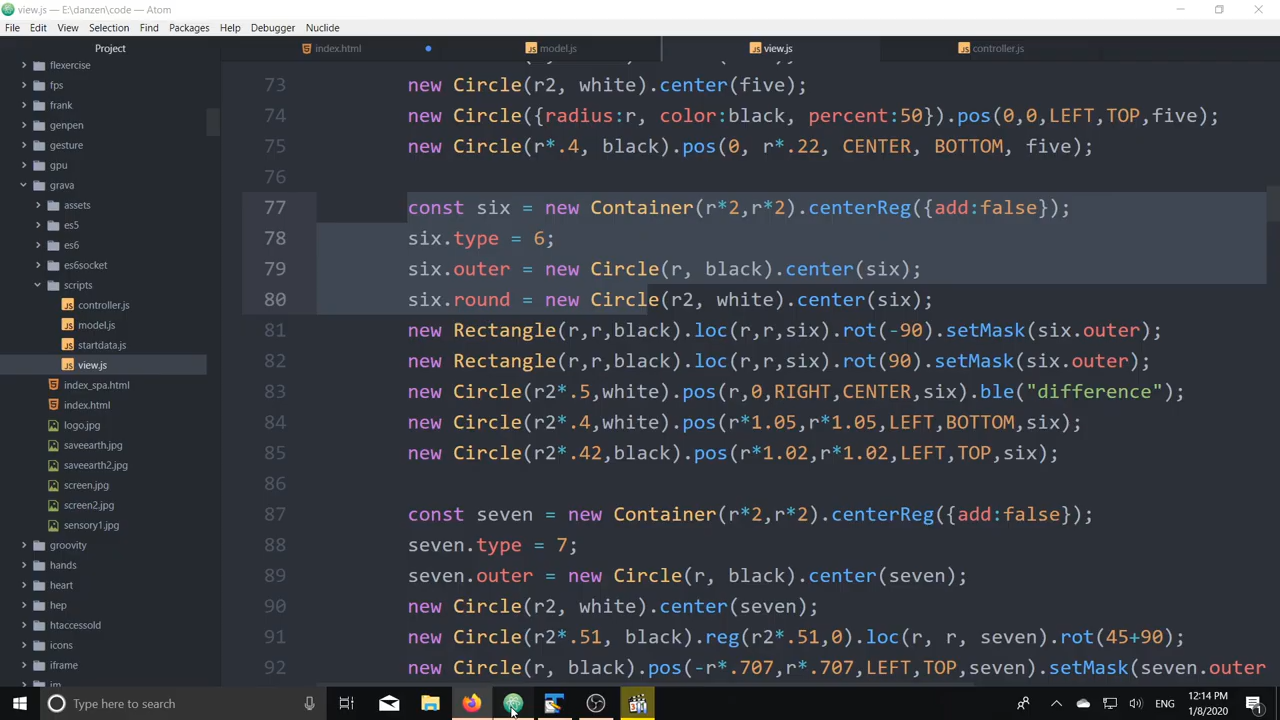 view.js — E:\danzen\code — Atom
File Edit View Selection Find Packages Help Debugger Nuclide
Project
index.html
model.js
view.js
controller.js
flexercise
fps
frank
genpen
gesture
gpu
grava
assets
es5
es6
es6socket
scripts
controller.js
model.js
startdata.js
view.js
index_spa.html
index.html
logo.jpg
saveearth.jpg
saveearth2.jpg
screen.jpg
screen2.jpg
sensory1.jpg
groovity
hands
heart
hep
htaccessold
icons
iframe
73 new Circle(r2, white).center(five);
74 new Circle({radius:r, color:black, percent:50}).pos(0,0,LEFT,TOP,five);
75 new Circle(r*.4, black).pos(0, r*.22, CENTER, BOTTOM, five);
76
77 const six = new Container(r*2,r*2).centerReg({add:false});
78 six.type = 6;
79 six.outer = new Circle(r, black).center(six);
80 six.round = new Circle(r2, white).center(six);
81 new Rectangle(r,r,black).loc(r,r,six).rot(-90).setMask(six.outer);
82 new Rectangle(r,r,black).loc(r,r,six).rot(90).setMask(six.outer);
83 new Circle(r2*.5,white).pos(r,0,RIGHT,CENTER,six).ble("difference");
84 new Circle(r2*.4,white).pos(r*1.05,r*1.05,LEFT,BOTTOM,six);
85 new Circle(r2*.42,black).pos(r*1.02,r*1.02,LEFT,TOP,six);
86
87 const seven = new Container(r*2,r*2).centerReg({add:false});
88 seven.type = 7;
89 seven.outer = new Circle(r, black).center(seven);
90 new Circle(r2, white).center(seven);
91 new Circle(r2*.51, black).reg(r2*.51,0).loc(r, r, seven).rot(45+90);
92 new Circle(r, black).pos(-r*.707,r*.707,LEFT,TOP,seven).setMask(seven.outer
Type here to search
ENG
12:14 PM
1/8/2020